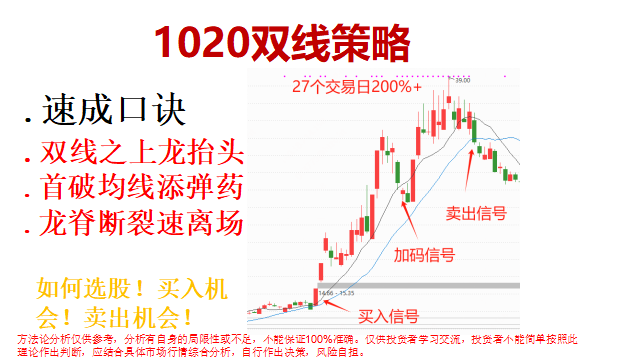 1020双线策略
27个交易日200%+
39.00
. 速成口诀
. 双线之上龙抬头
. 首破均线添弹药
. 龙脊断裂速离场
卖出信号
加码信号
14.66 - 15.35
买入信号
如何选股！买入机
会！卖出机会！
方法论分析仅供参考，分析有自身的局限性或不足，不能保证100%准确。仅供投资者学习交流，投资者不能简单按照此
理论作出判断，应结合具体市场行情综合分析，自行作出决策，风险自担。